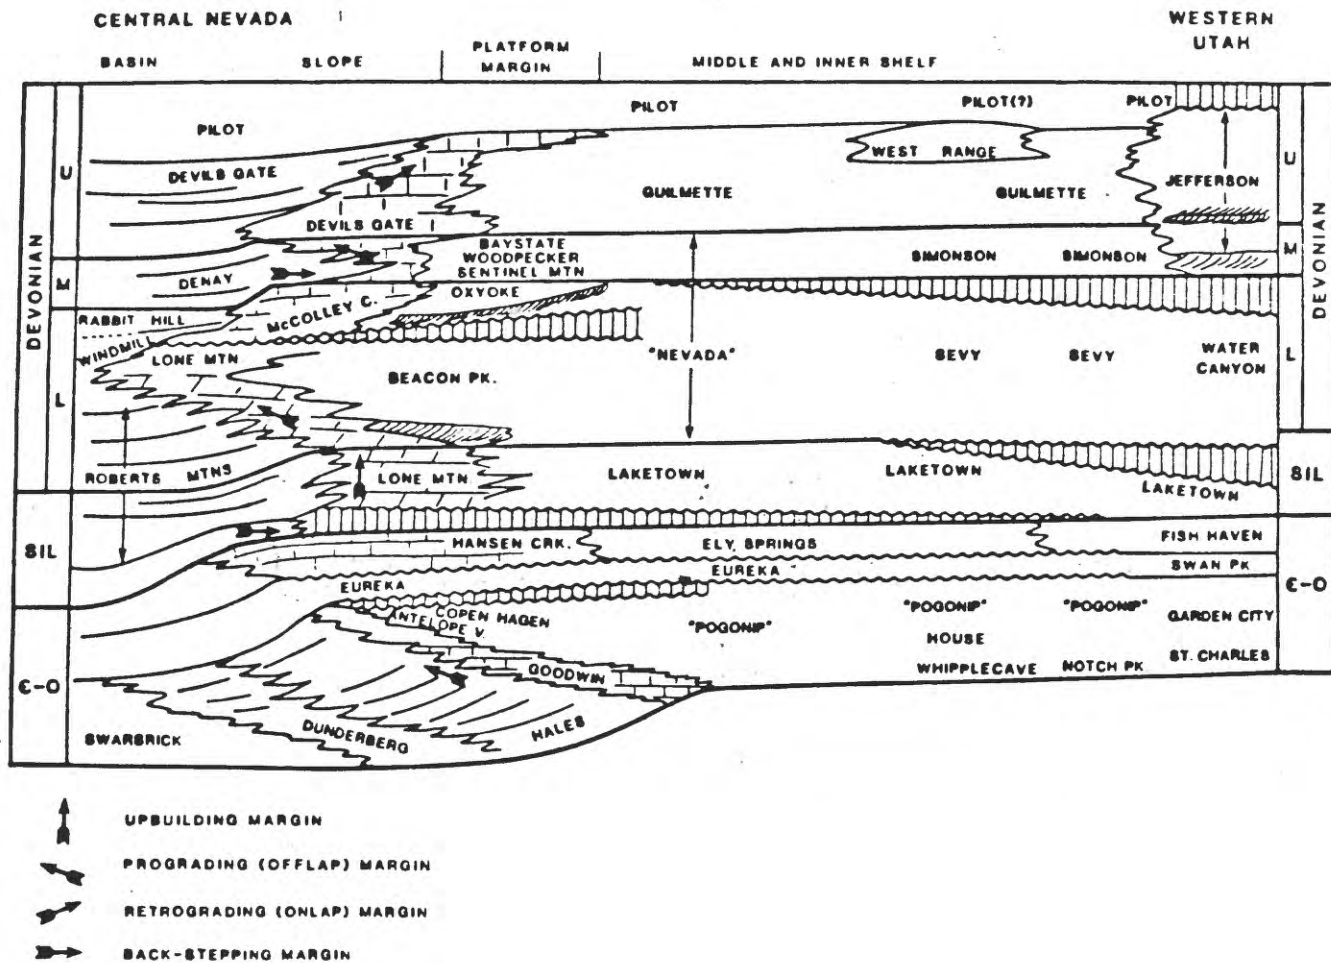 CENTRAL NEVADA
WESTERN
UTAH
BASIN
SLOPE
PLATFORM
MARGIN
MIDDLE AND INNER SHELF
DEVONIAN
U
M
L
SIL
Є-O
PILOT
PILOT
PILOT(?)
PILOT
DEVILS GATE
WEST RANGE
GUILMETTE
GUILMETTE
JEFFERSON
DEVILS GATE
BAYSTATE
WOODPECKER
SENTINEL MTN
SIMONSON
SIMONSON
DENAY
OXYOKE
McCOLLEY C.
RABBIT HILL
WINDMILL
LONE MTN.
BEACON PK.
"NEVADA"
SEVY
SEVY
WATER
CANYON
ROBERTS MTNS
LONE MTN.
LAKETOWN
LAKETOWN
LAKETOWN
HANSEN CRK.
ELY SPRINGS
FISH HAVEN
EUREKA
EUREKA
SWAN PK
COPEN HAGEN
ANTELOPE V.
"POGONIP"
"POGONIP"
"POGONIP"
GARDEN CITY
HOUSE
GOODWIN
WHIPPLECAVE
NOTCH PK
ST. CHARLES
SWARBRICK
DUNDERBERG
HALES
U
M
L
DEVONIAN
SIL
Є-O
UPBUILDING MARGIN
PROGRADING (OFFLAP) MARGIN
RETROGRADING (ONLAP) MARGIN
BACK-STEPPING MARGIN